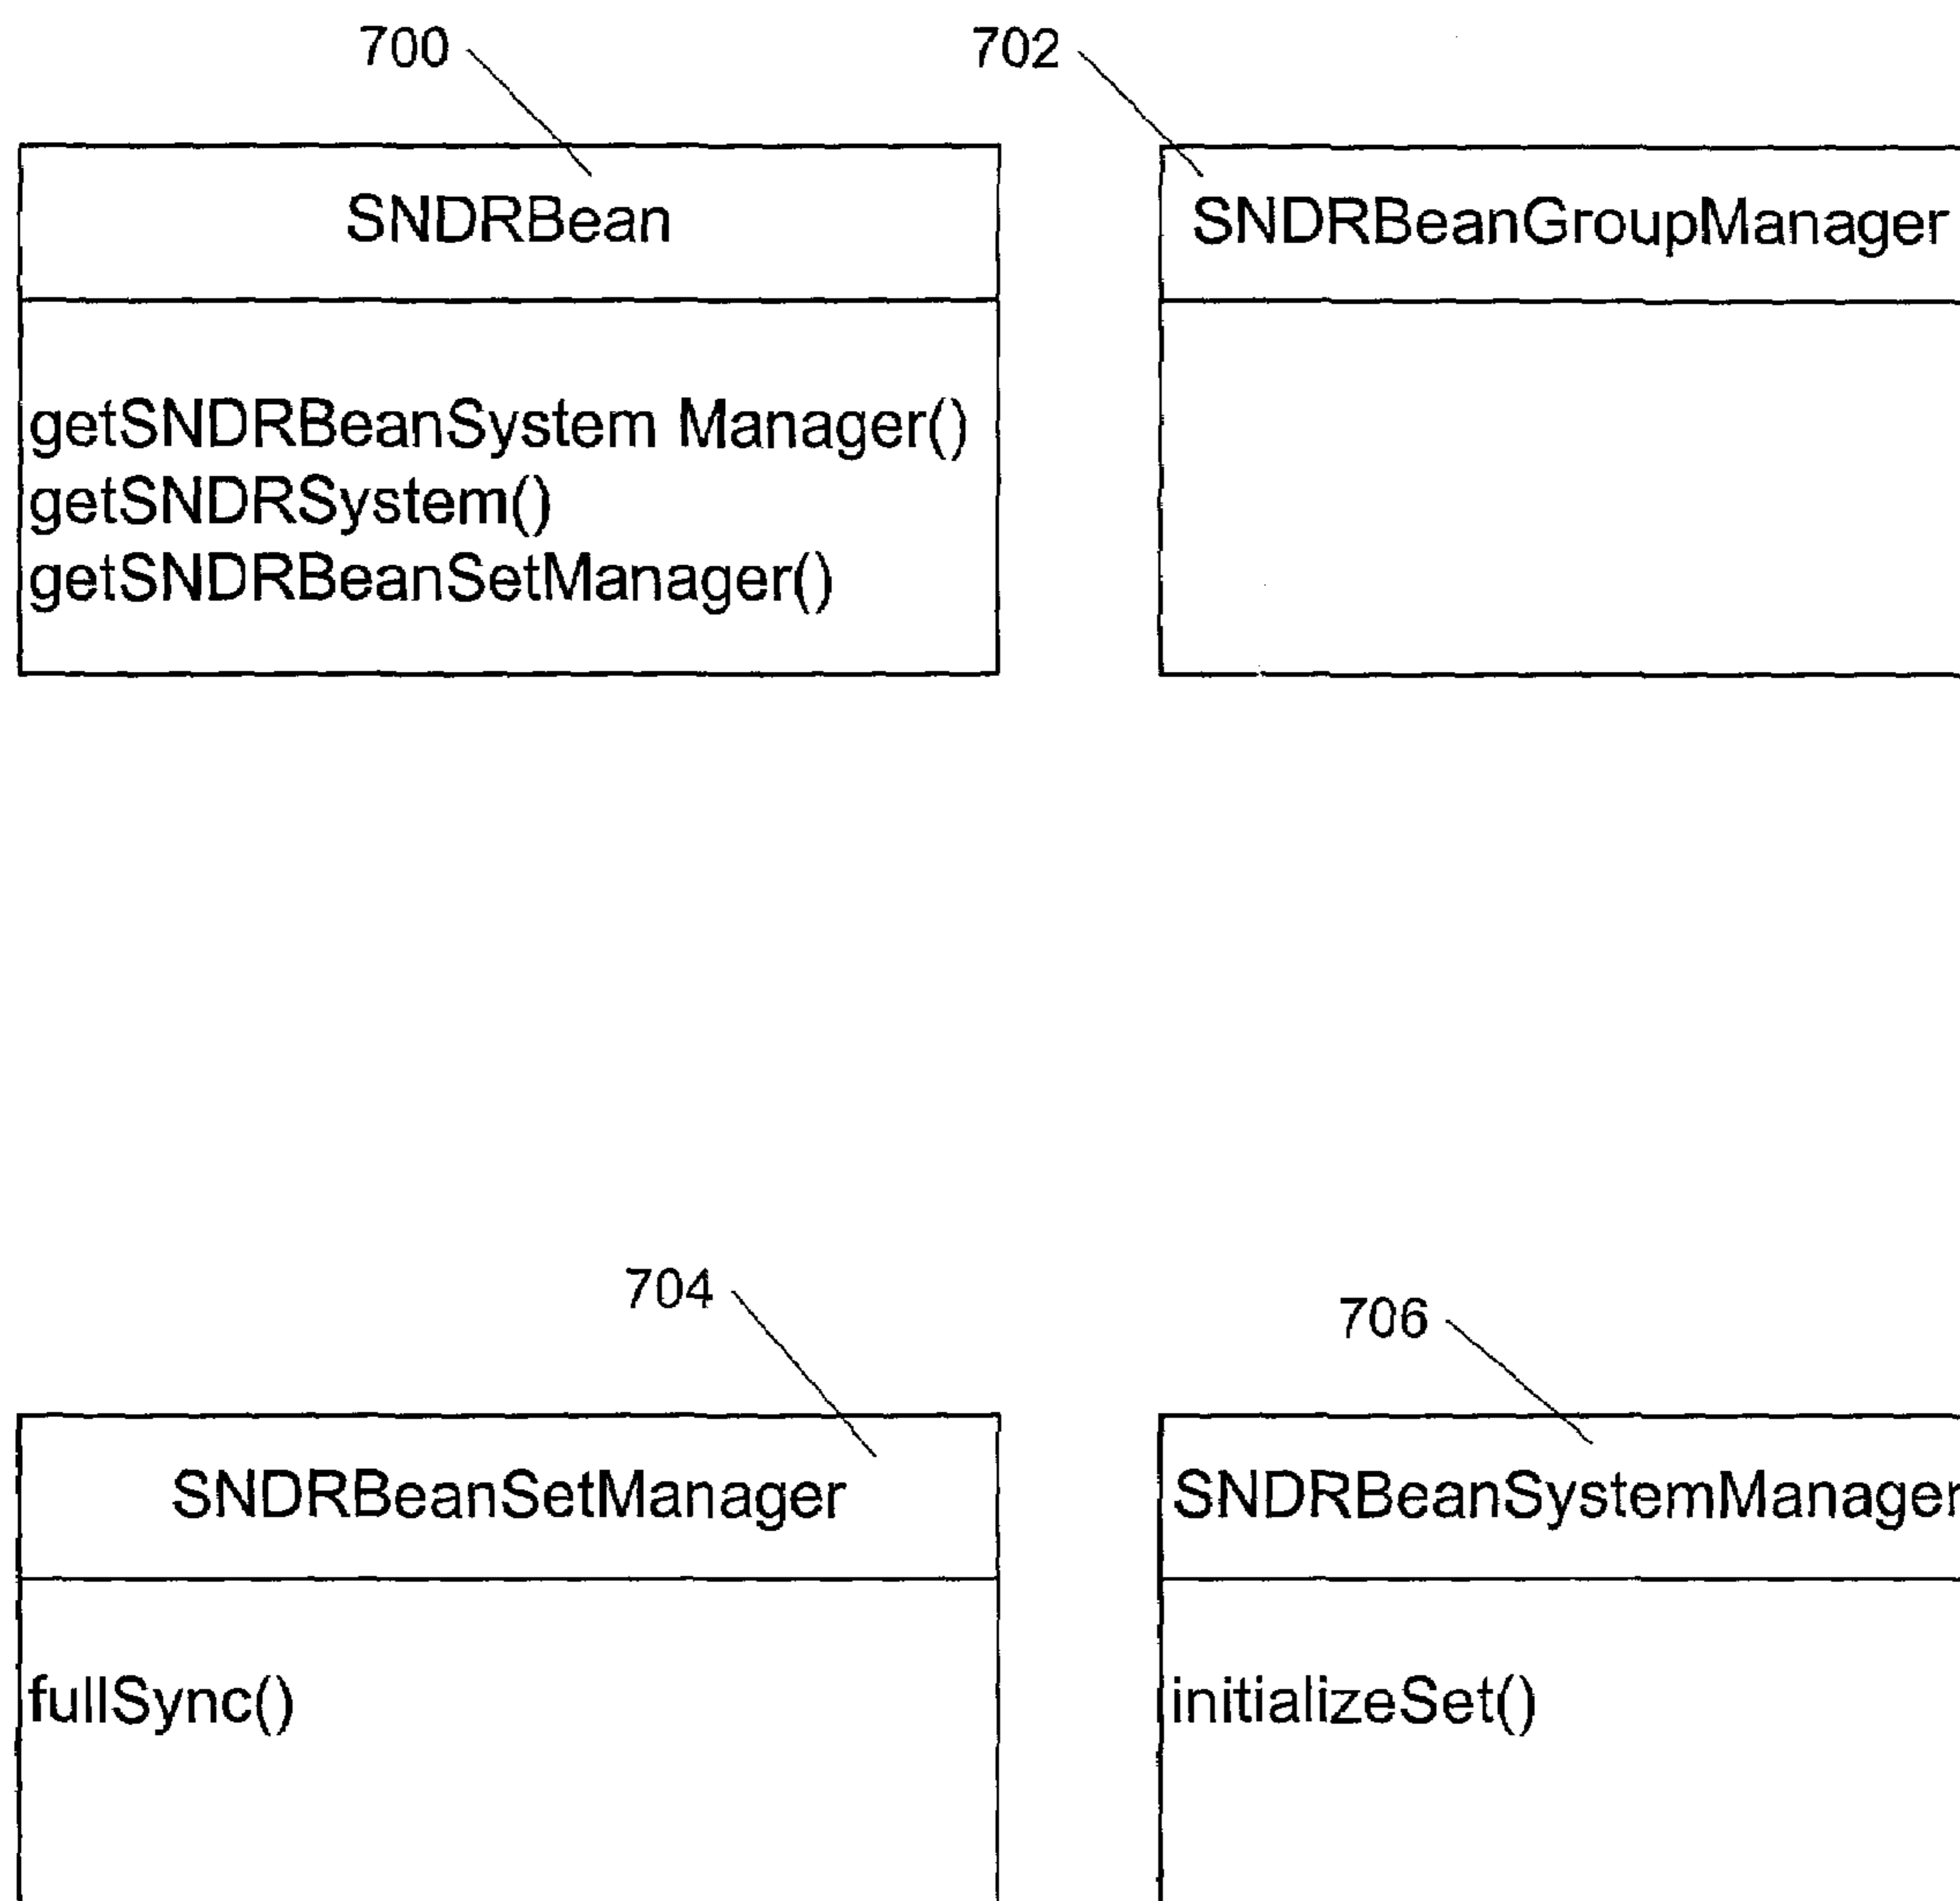 700
702
SNDRBean
SNDRBeanGroupManager
getSNDRBeanSystem Manager()
getSNDRSystem()
getSNDRBeanSetManager()
704
706
SNDRBeanSetManager
SNDRBeanSystemManager
fullSync()
initializeSet()